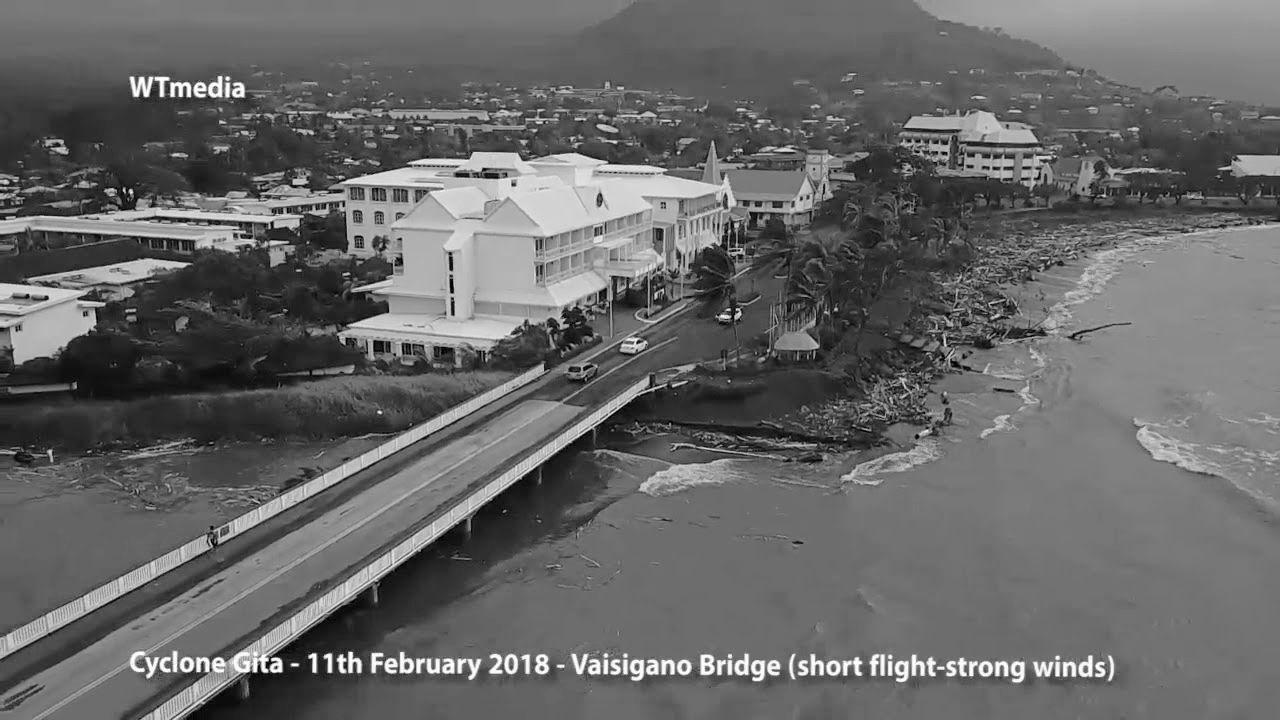 WTmedia
Cyclone Gita - 11th February 2018 - Vaisigano Bridge (short flight-strong winds)